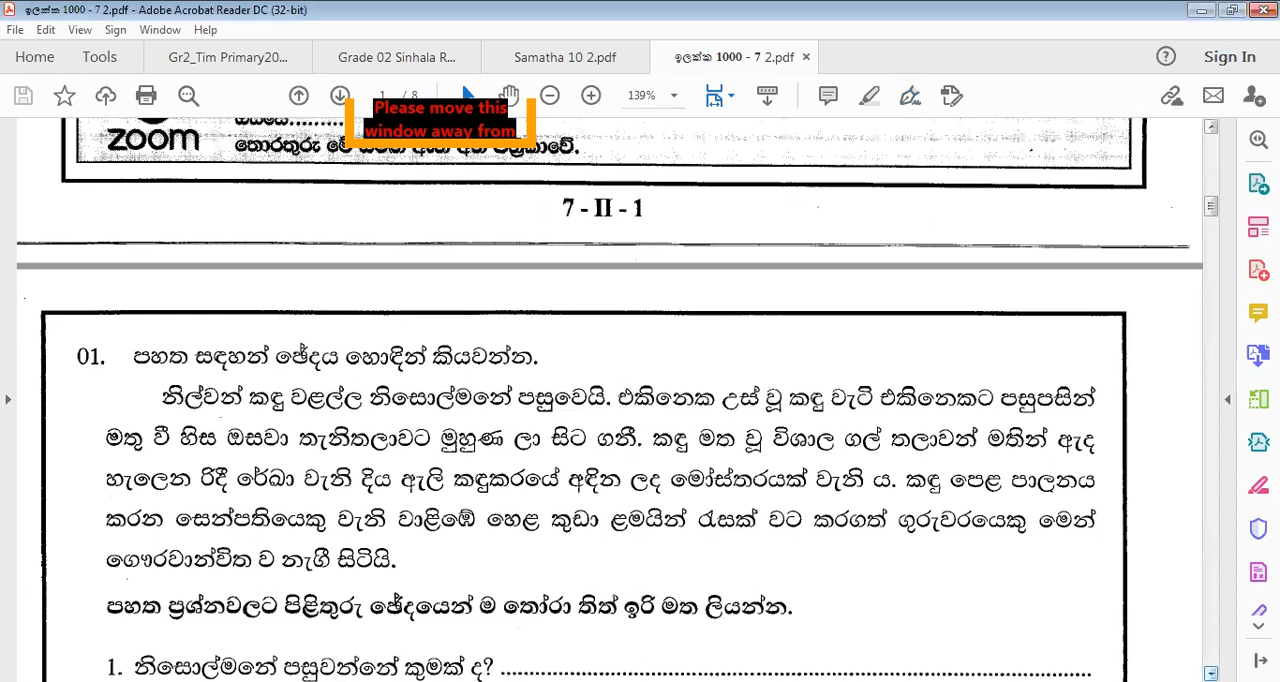 ඉලක්ක 1000 - 7 2.pdf - Adobe Acrobat Reader DC (32-bit)
File Edit View Sign Window Help
Home Tools Gr2_Tim Primary20... Grade 02 Sinhala R... Samatha 10 2.pdf ඉලක්ක 1000 - 7 2.pdf × Sign In
1 / 8 139%
Please move this
window away from
zoom
7 - II - 1
01. පහත සඳහන් ඡේදය හොඳින් කියවන්න.
නිල්වන් කඳු වළල්ල නිසොල්මනේ පසුවෙයි. එකිනෙක උස් වූ කඳු වැටි එකිනෙකට පසුපසින්
මතු වී හිස ඔසවා තැනිතලාවට මුහුණ ලා සිට ගනී. කඳු මත වූ විශාල ගල් තලාවන් මතින් ඇද
හැලෙන රිදී රේඛා වැනි දිය ඇලි කඳුකරයේ අඳින ලද මෝස්තරයක් වැනි ය. කඳු පෙළ පාලනය
කරන සෙන්පතියෙකු වැනි වාළිඹේ හෙළ කුඩා ළමයින් රැසක් වට කරගත් ගුරුවරයෙකු මෙන්
ගෞරවාන්විත ව නැගී සිටියි.
පහත ප්‍රශ්නවලට පිළිතුරු ඡේදයෙන් ම තෝරා තිත් ඉරි මත ලියන්න.
1. නිසොල්මනේ පසුවන්නේ කුමක් ද? ........................................................................